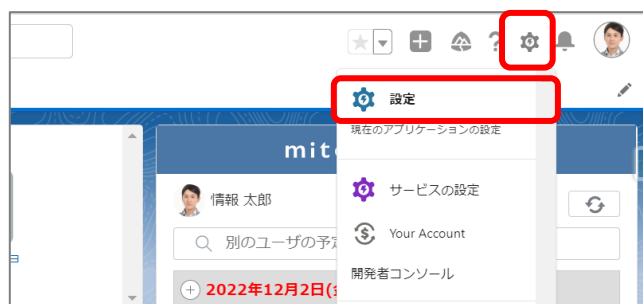 設定
現在のアプリケーションの設定
mit
サービスの設定
情報 太郎
Your Account
別のユーザの予
開発者コンソール
2022年12月2日(